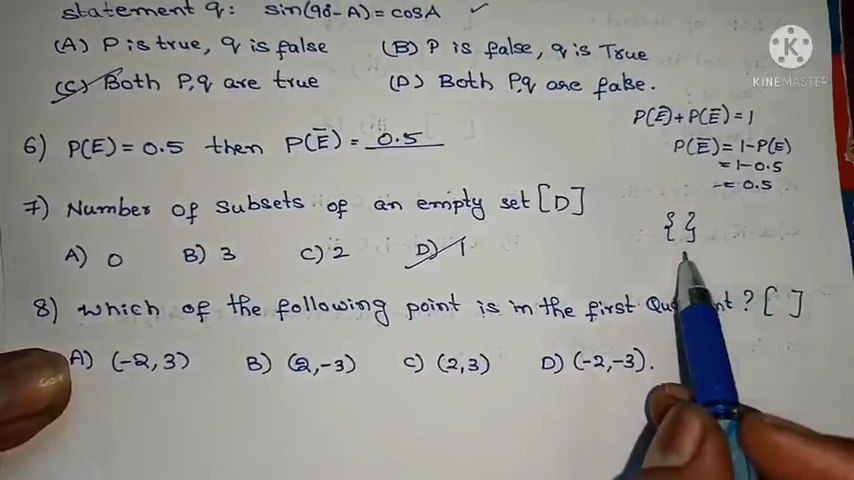 statement q: sin(90-A) = cosA ✓
(A) P is true, q is false (B) P is false, q is True
(C) Both P,q are true (D) Both P,q are false.
K
KINEMASTER
P(E)+P(Ē) = 1
6) P(E) = 0.5 then P(Ē) = 0.5
P(Ē) = 1-P(E)
= 1-0.5
= 0.5
7) Number of subsets of an empty set [D]
{ }
A) 0 B) 3 C) 2 D) 1
8) which of the following point is in the first ? [ ]
A) (-2,3) B) (2,-3) C) (2,3) D) (-2,-3).